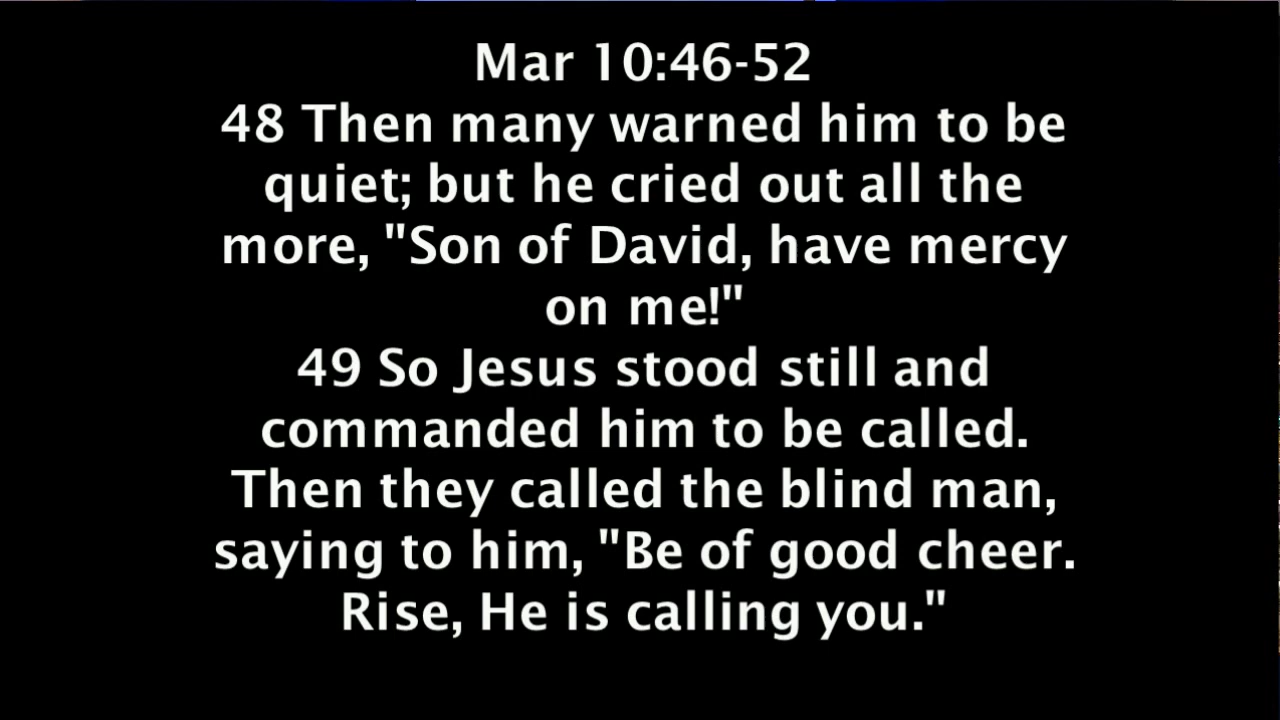 Mar 10:46-52
48 Then many warned him to be
quiet; but he cried out all the
more, "Son of David, have mercy
on me!"
49 So Jesus stood still and
commanded him to be called.
Then they called the blind man,
saying to him, "Be of good cheer.
Rise, He is calling you."